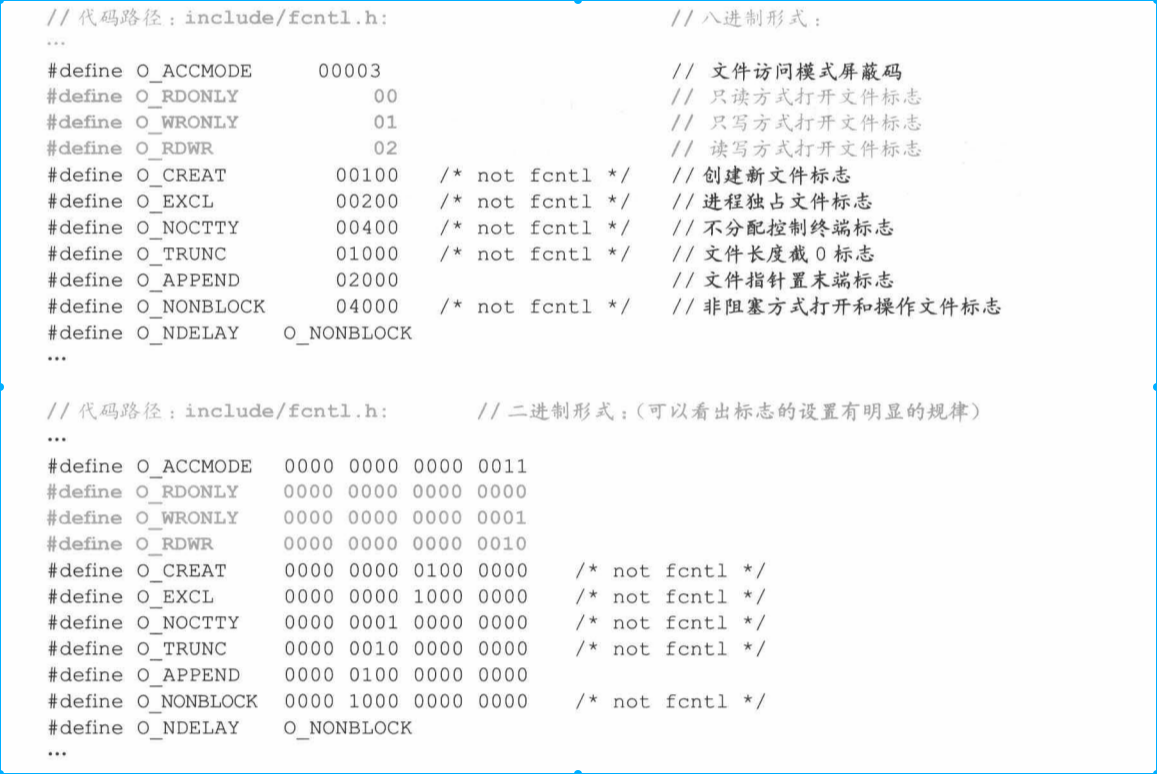 // 代码路径：include/fcntl.h: // 八进制形式：
…
#define O_ACCMODE 00003 // 文件访问模式屏蔽码
#define O_RDONLY 00 // 只读方式打开文件标志
#define O_WRONLY 01 // 只写方式打开文件标志
#define O_RDWR 02 // 读写方式打开文件标志
#define O_CREAT 00100 /* not fcntl */ // 创建新文件标志
#define O_EXCL 00200 /* not fcntl */ // 进程独占文件标志
#define O_NOCTTY 00400 /* not fcntl */ // 不分配控制终端标志
#define O_TRUNC 01000 /* not fcntl */ // 文件长度截 0 标志
#define O_APPEND 02000 // 文件指针置末端标志
#define O_NONBLOCK 04000 /* not fcntl */ // 非阻塞方式打开和操作文件标志
#define O_NDELAY O_NONBLOCK
…
// 代码路径：include/fcntl.h: // 二进制形式：（可以看出标志的设置有明显的规律）
…
#define O_ACCMODE 0000 0000 0000 0011
#define O_RDONLY 0000 0000 0000 0000
#define O_WRONLY 0000 0000 0000 0001
#define O_RDWR 0000 0000 0000 0010
#define O_CREAT 0000 0000 0100 0000 /* not fcntl */
#define O_EXCL 0000 0000 1000 0000 /* not fcntl */
#define O_NOCTTY 0000 0001 0000 0000 /* not fcntl */
#define O_TRUNC 0000 0010 0000 0000 /* not fcntl */
#define O_APPEND 0000 0100 0000 0000
#define O_NONBLOCK 0000 1000 0000 0000 /* not fcntl */
#define O_NDELAY O_NONBLOCK
…